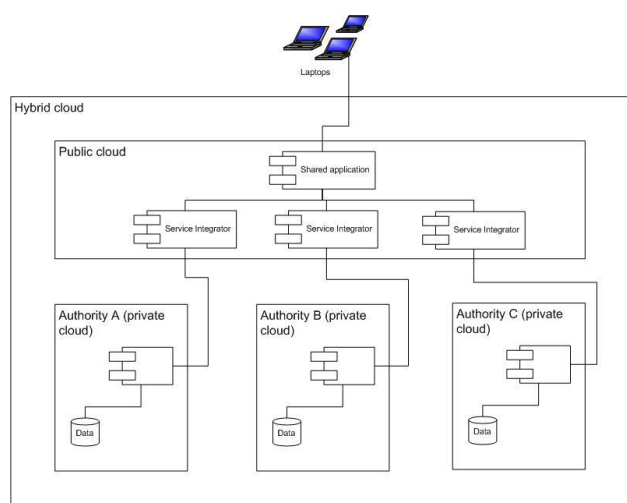 Laptops
Hybrid cloud
Public cloud
Shared application
Service Integrator
Service Integrator
Service Integrator
Authority A (private
cloud)
Authority B (private
cloud)
Authority C (private
cloud)
Data
Data
Data